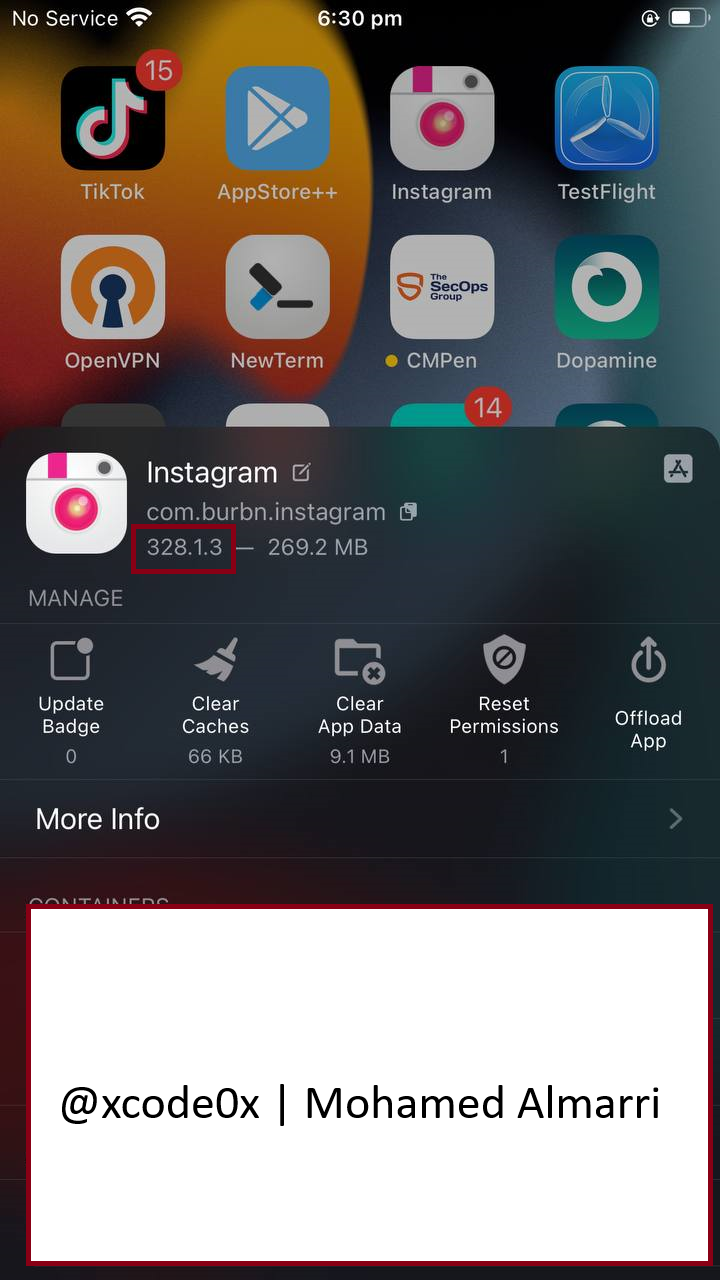 No Service 6:30 pm
15
TikTok AppStore++ Instagram TestFlight
The
SecOps
Group
OpenVPN NewTerm CMPen Dopamine
14
Instagram
com.burbn.instagram
328.1.3 — 269.2 MB
MANAGE
Update Badge
0
Clear Caches
66 KB
Clear App Data
9.1 MB
Reset Permissions
1
Offload App
More Info
CONTAINERS
@xcode0x | Mohamed Almarri